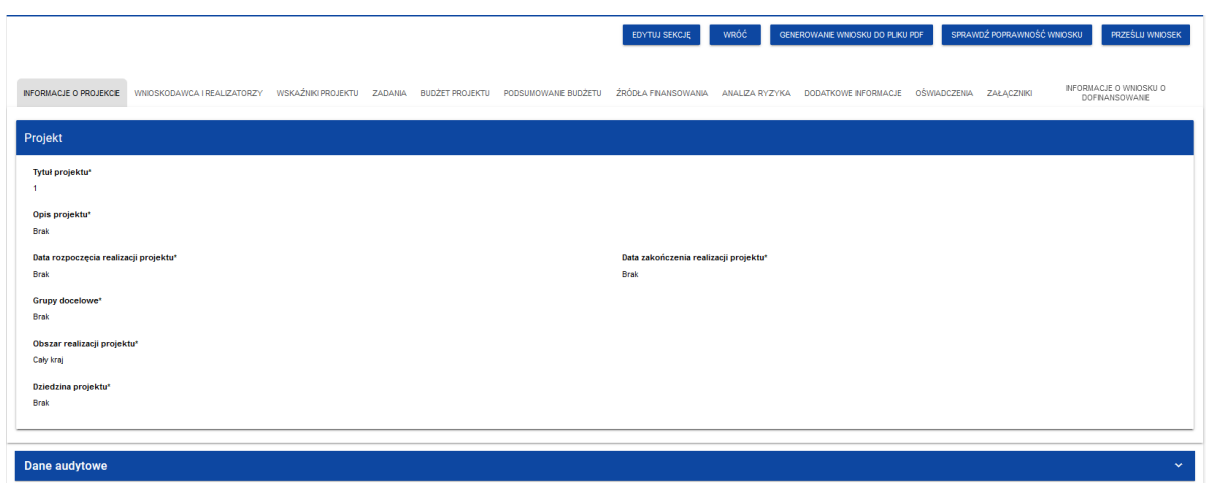 EDYTUJ SEKCJĘ WRÓĆ GENEROWANIE WNIOSKU DO PLIKU PDF SPRAWDŹ POPRAWNOŚĆ WNIOSKU PRZEŚLIJ WNIOSEK
INFORMACJE O PROJEKCIE WNIOSKODAWCA I REALIZATORZY WSKAŹNIKI PROJEKTU ZADANIA BUDŻET PROJEKTU PODSUMOWANIE BUDŻETU ŹRÓDŁA FINANSOWANIA ANALIZA RYZYKA DODATKOWE INFORMACJE OŚWIADCZENIA ZAŁĄCZNIKI INFORMACJE O WNIOSKU O
DOFINANSOWANIE
Projekt
Tytuł projektu*
1
Opis projektu*
Brak
Data rozpoczęcia realizacji projektu* Data zakończenia realizacji projektu*
Brak Brak
Grupy docelowe*
Brak
Obszar realizacji projektu*
Cały kraj
Dziedzina projektu*
Brak
Dane audytowe